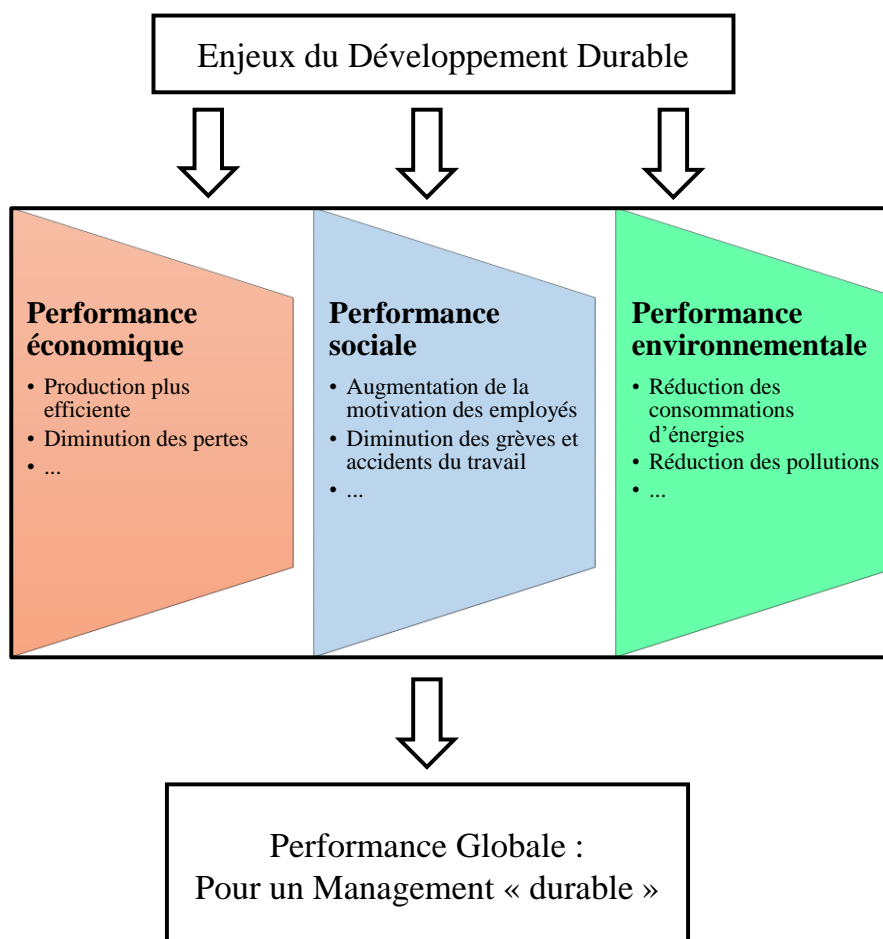 Enjeux du Développement Durable
Performance
économique
• Production plus
efficiente
• Diminution des pertes
• ...
Performance
sociale
• Augmentation de la
motivation des employés
• Diminution des grèves et
accidents du travail
• ...
Performance
environnementale
• Réduction des
consommations
d’énergies
• Réduction des pollutions
• ...
Performance Globale :
Pour un Management « durable »